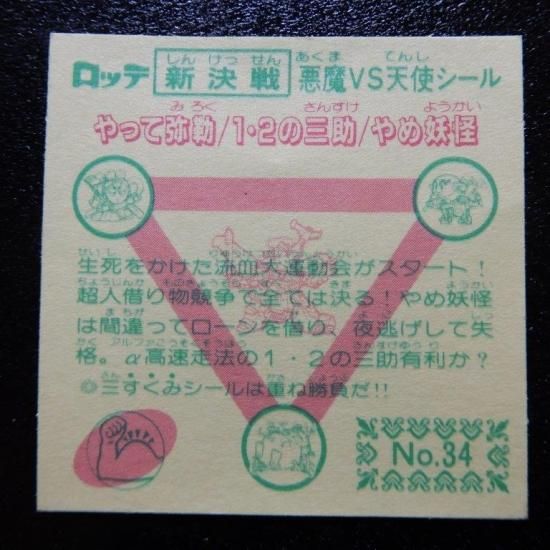 ロッテ 新決戦 悪魔VS天使シール
やって弥勒/1・2の三助/やめ妖怪
生死をかけた流血大運動会がスタート!
超人借り物競争で全ては決る!やめ妖怪
は間違ってローンを借り、夜逃げして失
格。α高速走法の1・2の三助有利か?
◎三すくみシールは重ね勝負だ!!
No.34